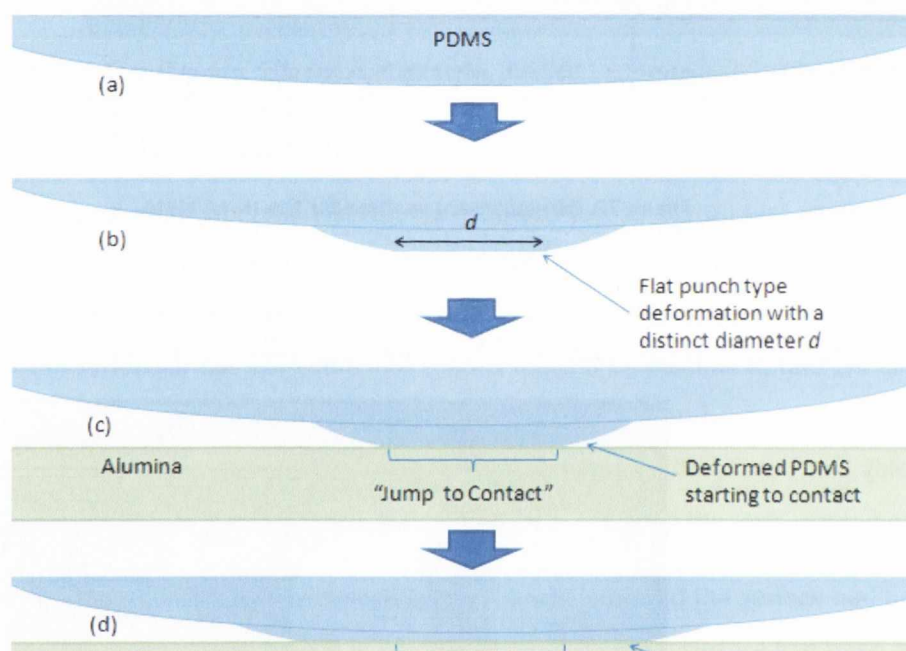 PDMS
(a)
(b)
d
Flat punch type
deformation with a
distinct diameter d
(c)
Alumina
"Jump to Contact"
Deformed PDMS
starting to contact
(d)